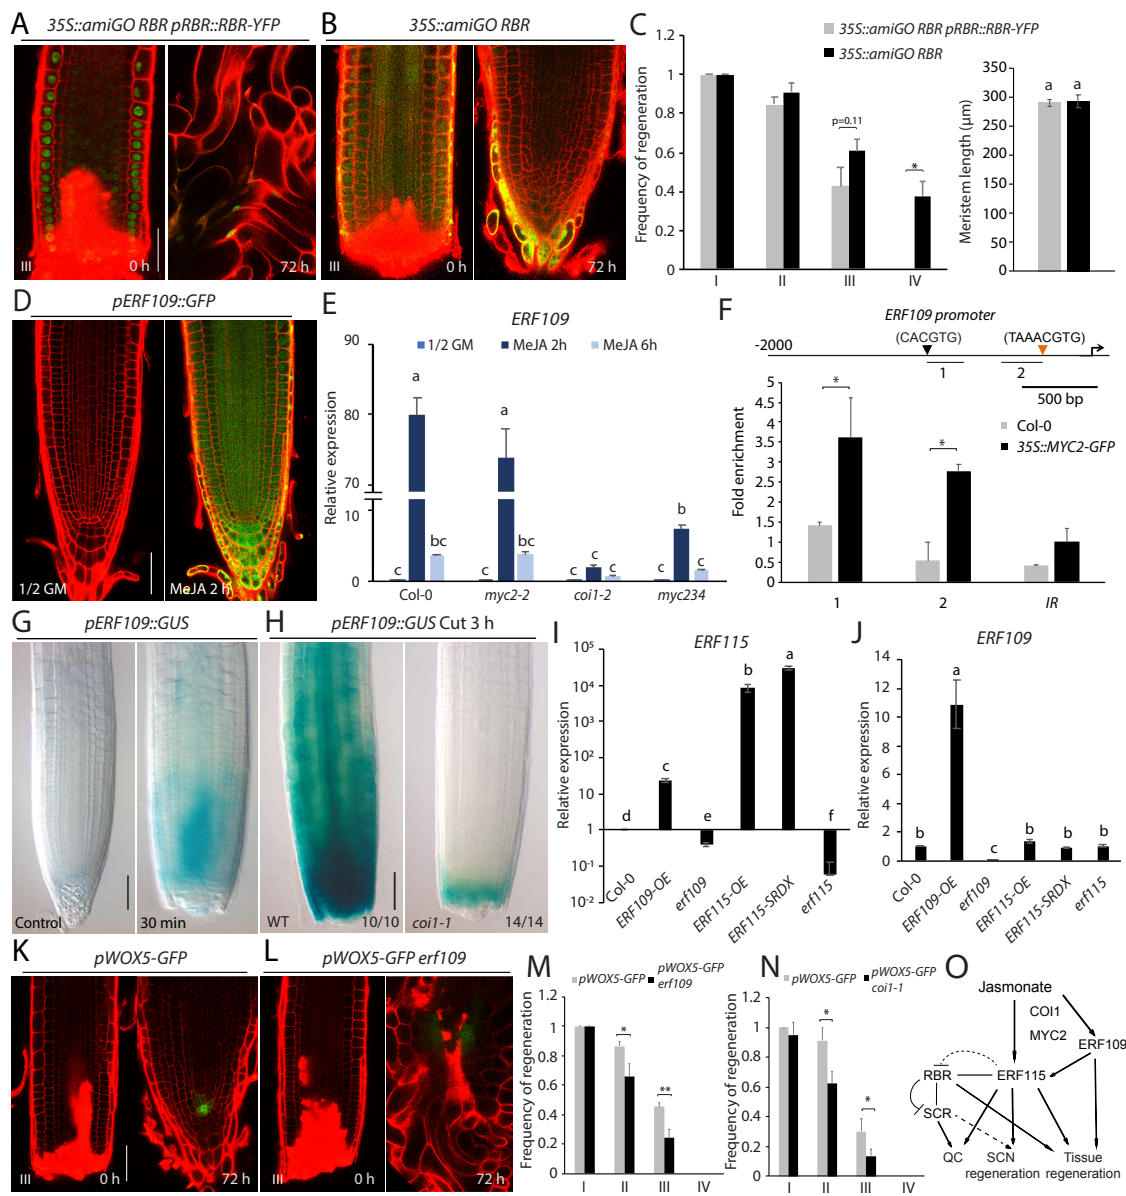 A
35S::amiGO RBR pRBR::RBR-YFP
III
0 h
72 h
B
35S::amiGO RBR
III
0 h
72 h
C
35S::amiGO RBR pRBR::RBR-YFP
35S::amiGO RBR
Frequency of regeneration
1.2
1
0.8
0.6
0.4
0.2
0
p=0.11
*
I
II
III
IV
Meristem length (µm)
350
300
250
200
150
100
50
0
a
a
D
pERF109::GFP
1/2 GM
MeJA 2 h
E
ERF109
1/2 GM
MeJA 2h
MeJA 6h
Relative expression
90
80
70
10
0
c
a
bc
c
a
bc
c
c
c
c
b
c
Col-0
myc2-2
coi1-2
myc234
F
ERF109 promoter
-2000
(CACGTG)
(TAAACGTG)
1
2
500 bp
Col-0
35S::MYC2-GFP
Fold enrichment
5
4.5
3.5
2.5
1.5
0.5
*
*
1
2
IR
G
pERF109::GUS
Control
30 min
H
pERF109::GUS Cut 3 h
WT
10/10
coi1-1
14/14
I
ERF115
Relative expression
10⁵
10⁴
10²
10
1
10⁻¹
10⁻²
d
c
e
b
a
f
Col-0
ERF109-OE
erf109
ERF115-OE
ERF115-SRDX
erf115
J
ERF109
Relative expression
14
12
10
8
6
4
2
0
b
a
c
b
b
b
Col-0
ERF109-OE
erf109
ERF115-OE
ERF115-SRDX
erf115
K
pWOX5-GFP
III
0 h
72 h
L
pWOX5-GFP erf109
III
0 h
72 h
M
pWOX5-GFP
pWOX5-GFP
erf109
Frequency of regeneration
1.2
1
0.8
0.6
0.4
0.2
0
*
**
I
II
III
IV
N
pWOX5-GFP
pWOX5-GFP
coi1-1
Frequency of regeneration
1.2
1
0.8
0.6
0.4
0.2
0
*
*
I
II
III
IV
O
Jasmonate
COI1
MYC2
ERF109
RBR
ERF115
SCR
QC
SCN
regeneration
Tissue
regeneration